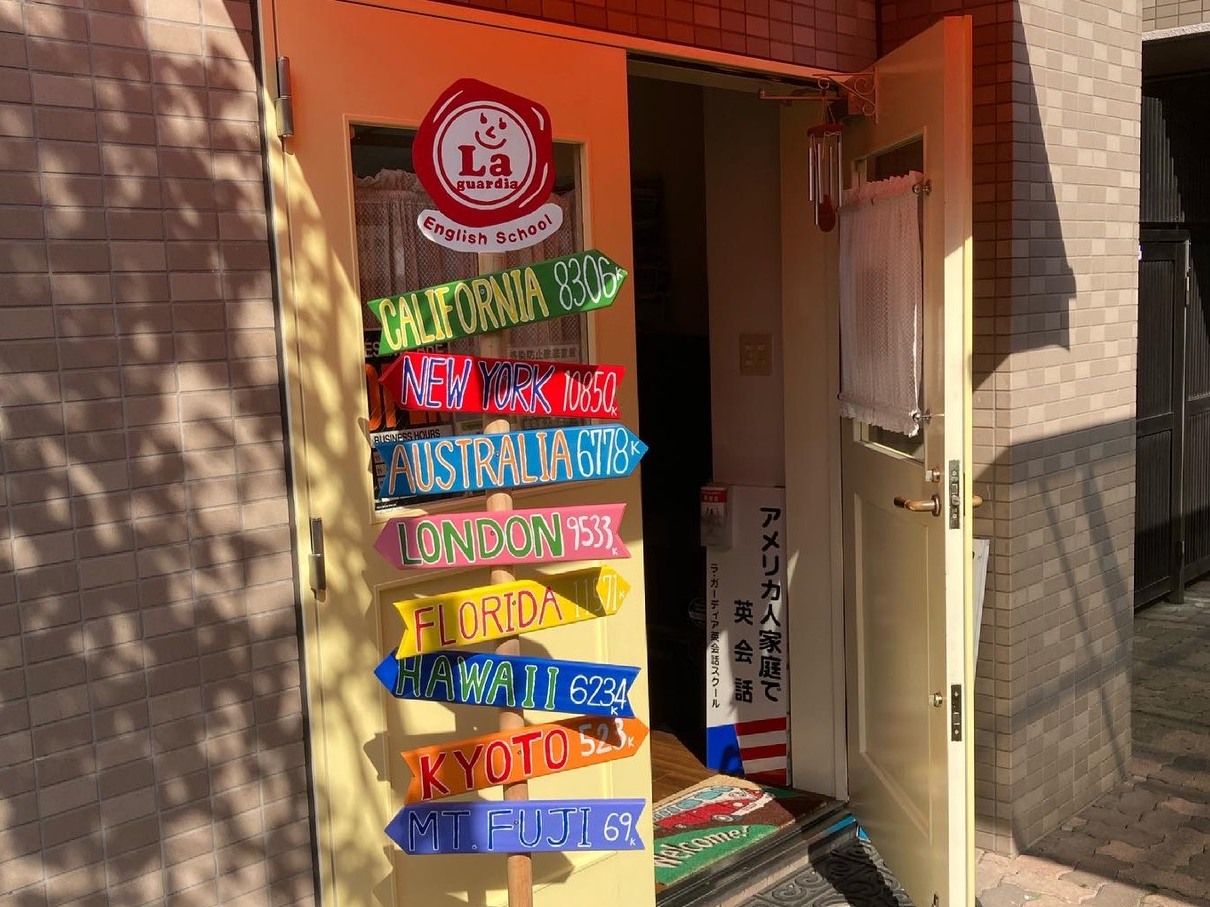 La
guardia
English School
CALIFORNIA 8306K
NEW YORK 10850K
BUSINESS HOURS
AUSTRALIA 6778K
LONDON 9533K
FLORIDA 11971K
HAWAII 6234K
KYOTO 523K
MT.FUJI 69K
アメリカ人家庭で
英会話
ラ・ガーディア英会話スクール
Welcome!